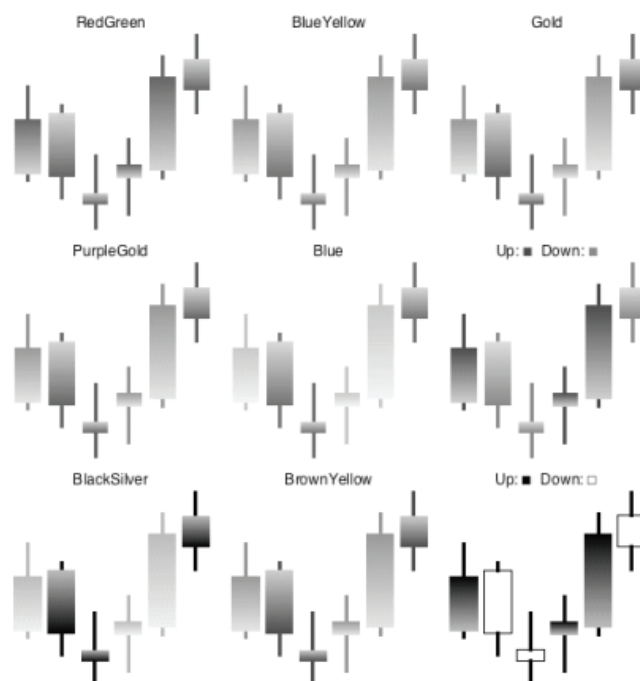 RedGreen
BlueYellow
Gold
PurpleGold
Blue
Up: Down:
BlackSilver
BrownYellow
Up: Down: